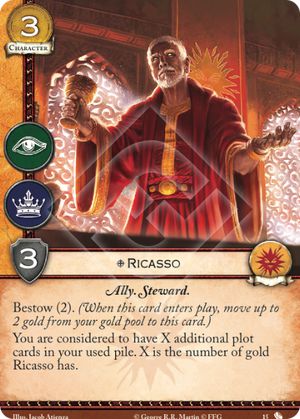 3
Character
3
Ricasso
Ally. Steward.
Bestow (2). (When this card enters play, move up to
2 gold from your gold pool to this card.)
You are considered to have X additional plot
cards in your used pile. X is the number of gold
Ricasso has.
Illus. Jacob Atienza
© George R.R. Martin © FFG
15